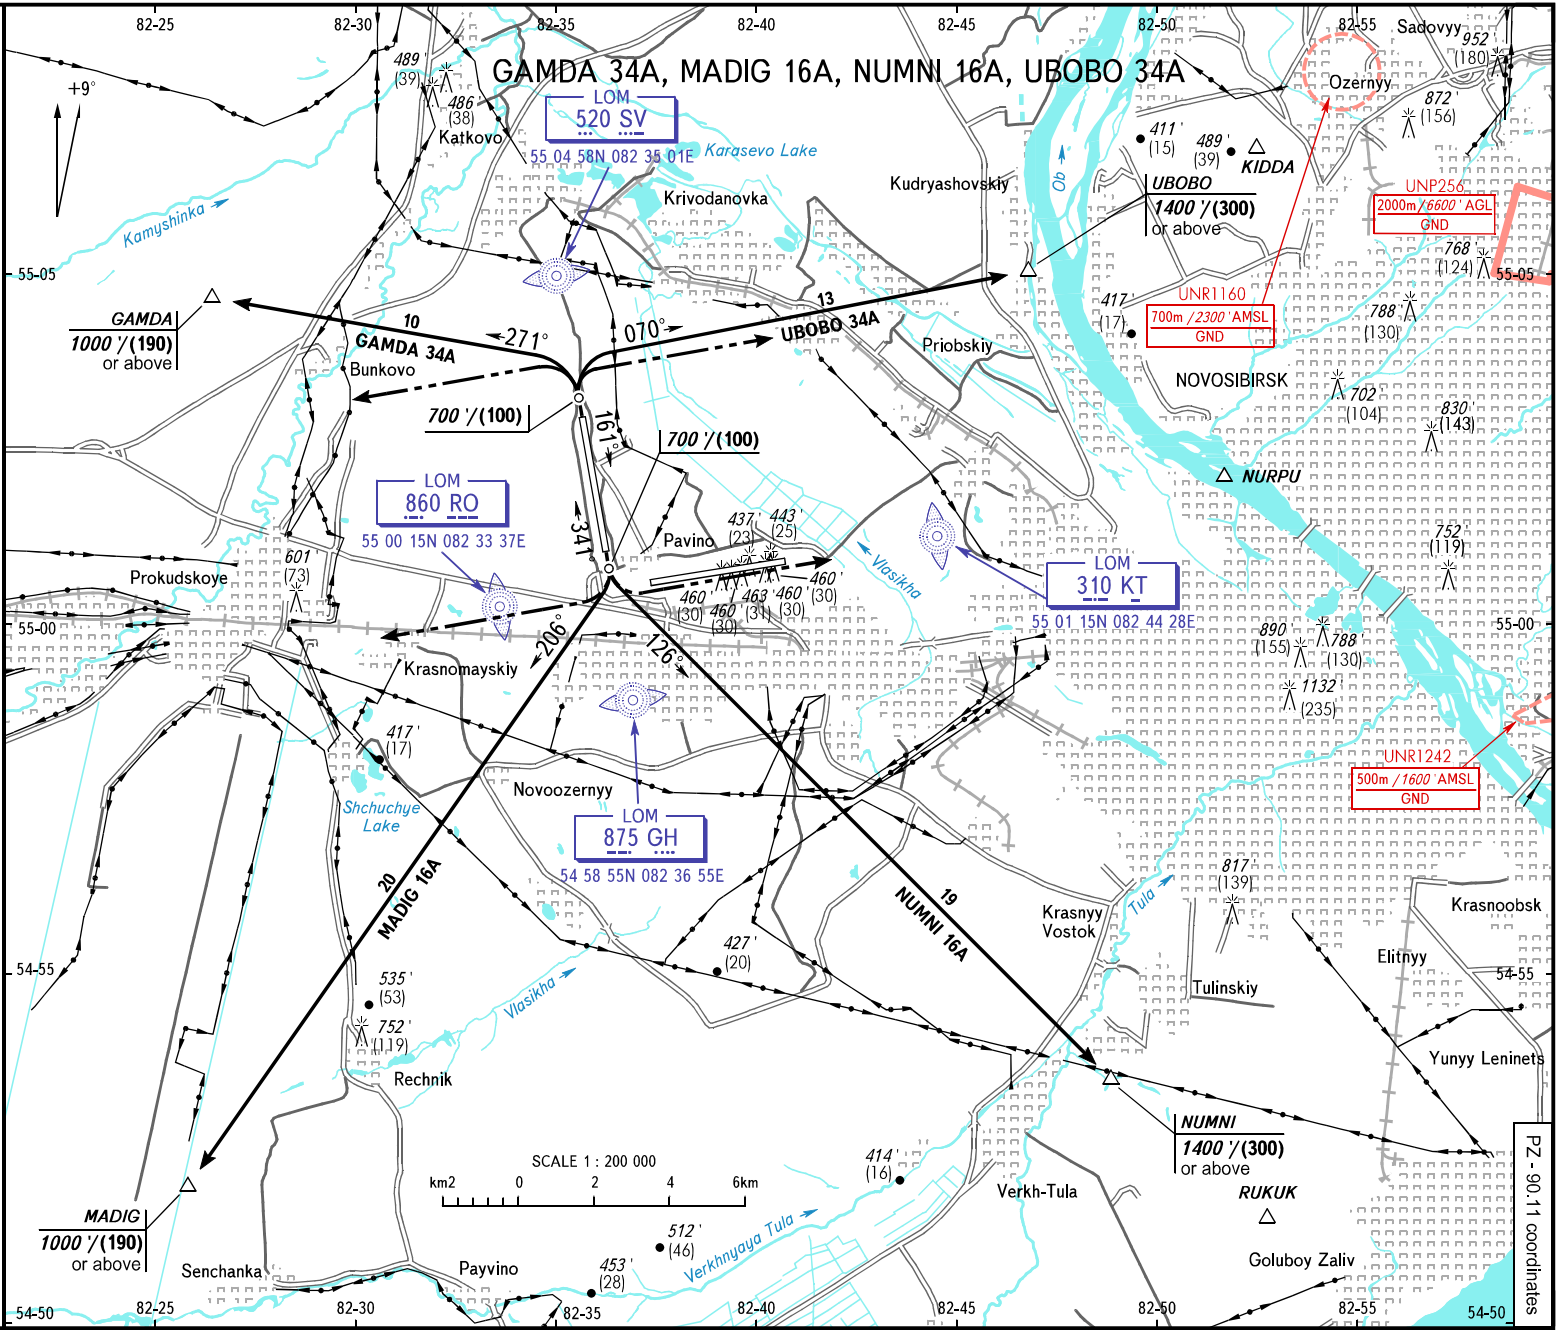 82-25
82-30
82-35
82-40
82-45
82-50
82-55
Sadovyy
952'
(180)
+9°
489'
(39)
486
(38)
Katkovo
GAMDA 34A, MADIG 16A, NUMNI 16A, UBOBO 34A
Ozernyy
872'
(156)
LOM
520 SV
55 04 58N 082 35 01E
Karasevo Lake
Krivodanovka
Kudryashovskiy
Ob
411'
(15)
489'
(39)
KIDDA
UBOBO
1400'/(300)
or above
UNP256
2000m/6600' AGL
GND
768'
(124)
Kamyshinka
55-05
55-05
GAMDA
1000'/(190)
or above
10
GAMDA 34A
271°
070°
13
UBOBO 34A
417
(17)
UNR1160
700m/2300' AMSL
GND
788'
(130)
Bunkovo
Priobskiy
NOVOSIBIRSK
702
(104)
830'
(143)
700'/(100)
161°
700'/(100)
NURPU
LOM
860 RO
55 00 15N 082 33 37E
341°
Pavino
437'
(23)
443'
(25)
Vlasikha
LOM
310 KT
55 01 15N 082 44 28E
752'
(119)
601
(73)
Prokudskoye
460'
(30)
460
(30)
463'
(31)
460'
(30)
460'
(30)
55-00
55-00
206°
126°
890'
(155)
788'
(130)
1132'
(235)
Krasnomayskiy
417'
(17)
Shchuchye
Lake
Novoozernyy
LOM
875 GH
54 58 55N 082 36 55E
UNR1242
500m/1600' AMSL
GND
20
MADIG 16A
19
NUMNI 16A
817'
(139)
Tula
Krasnyy
Vostok
Krasnoobsk
Elitnyy
427'
(20)
54-55
54-55
535'
(53)
752'
(119)
Vlasikha
Tulinskiy
Rechnik
Yunyy Leninets
NUMNI
1400'/(300)
or above
SCALE 1 : 200 000
km2
0
2
4
6km
414'
(16)
Verkh-Tula
RUKUK
MADIG
1000'/(190)
or above
512'
(46)
Verkhnyaya Tula
Senchanka
Payvino
453'
(28)
Goluboy Zaliv
PZ - 90.11 coordinates
54-50
82-25
82-30
82-35
82-40
82-45
82-50
82-55
54-50